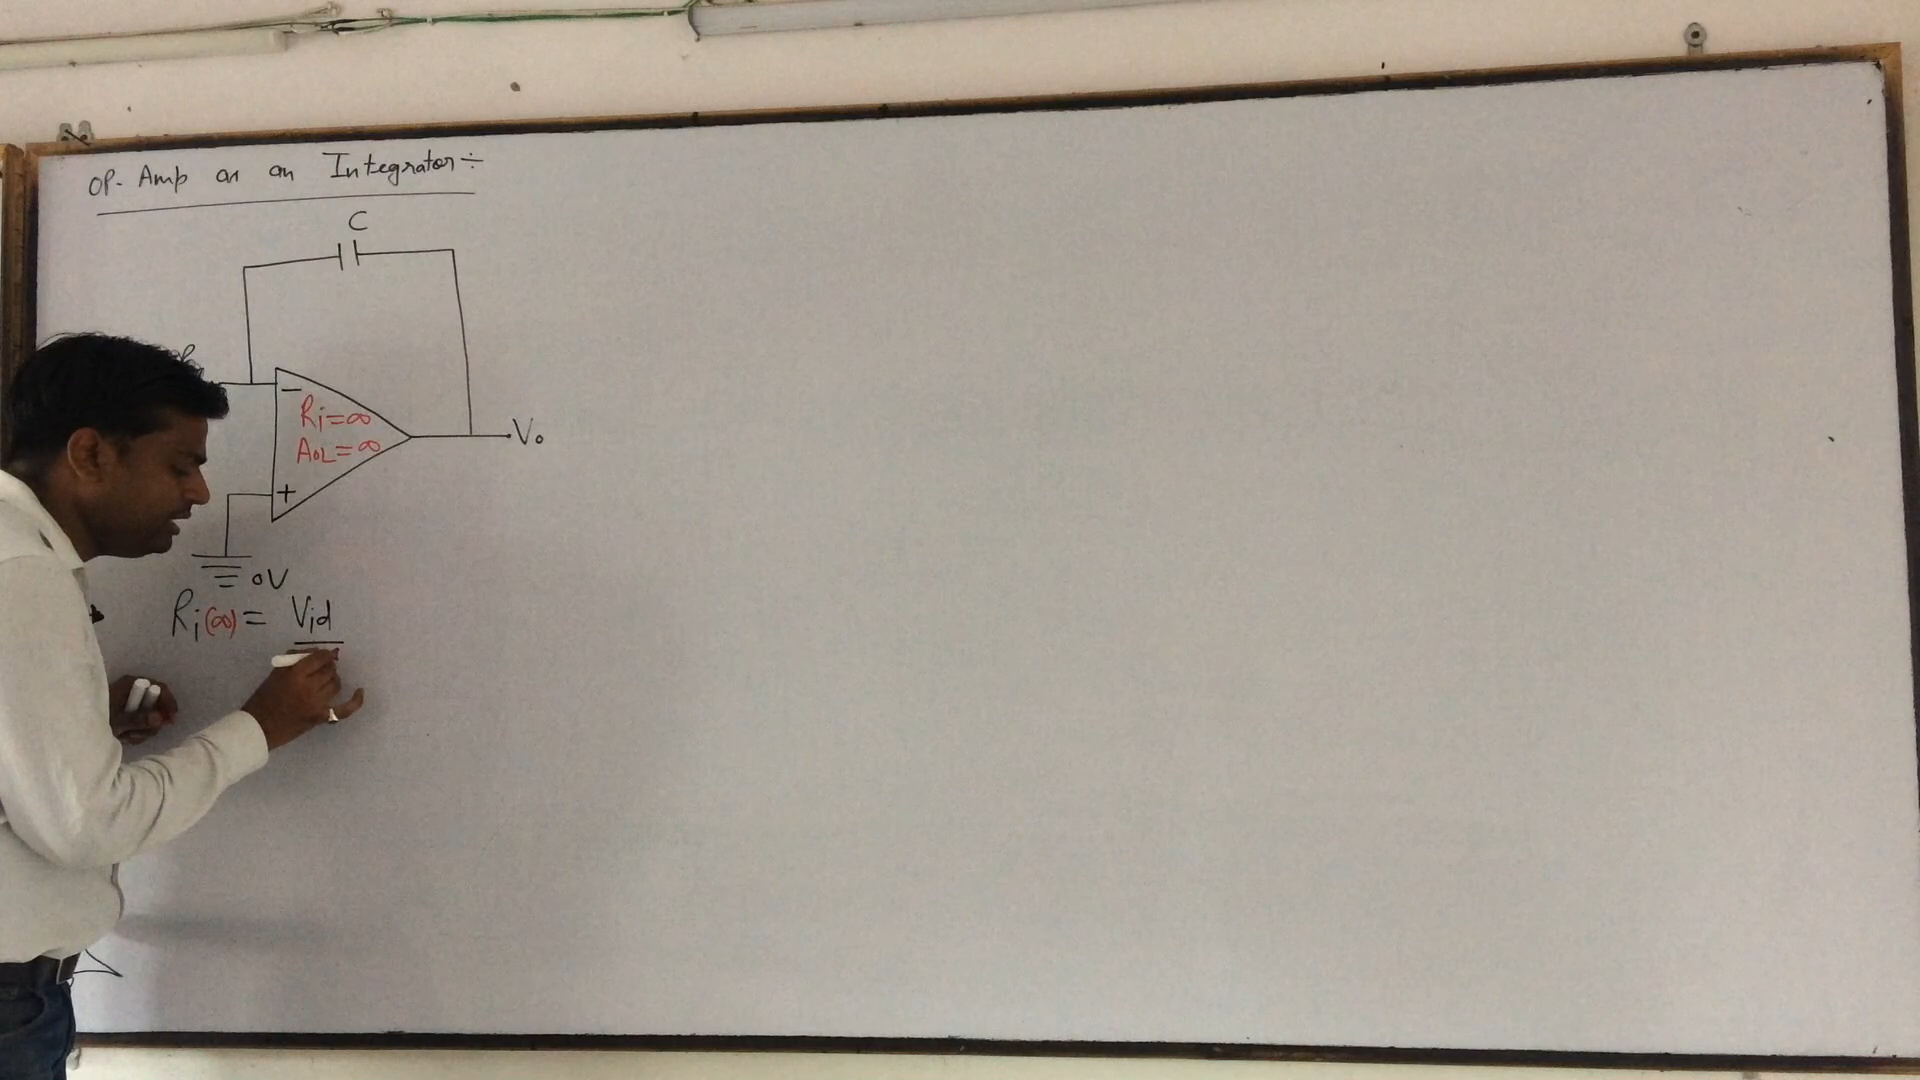 OP-Amp as an Integrator÷
C
R
−
Ri=∞
AOL=∞
Vo
+
0V
Ri(∞)= Vid